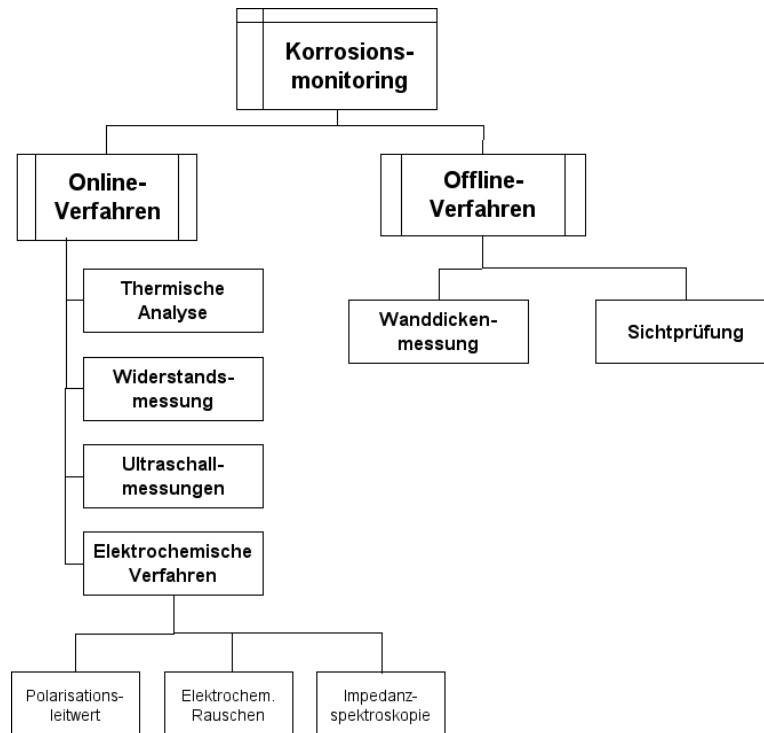 Korrosions-
monitoring
Online-
Verfahren
Offline-
Verfahren
Thermische
Analyse
Wanddicken-
messung
Sichtprüfung
Widerstands-
messung
Ultraschall-
messungen
Elektrochemische
Verfahren
Polarisations-
leitwert
Elektrochem.
Rauschen
Impedanz-
spektroskopie